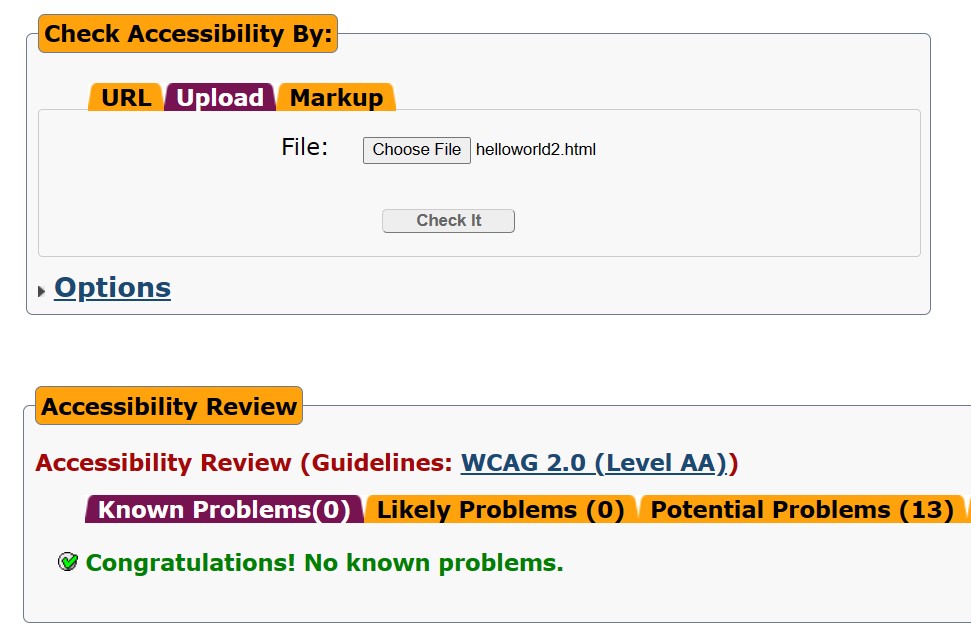 Check Accessibility By:
URL Upload Markup
File: Choose File helloworld2.html
Check It
Options
Accessibility Review
Accessibility Review (Guidelines: WCAG 2.0 (Level AA))
Known Problems(0) Likely Problems (0) Potential Problems (13)
Congratulations! No known problems.